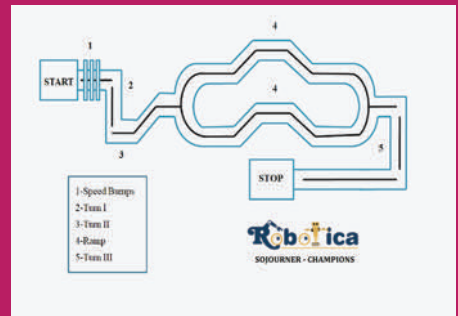 4
1
START
2
4
3
5
STOP
1-Speed Bumps
2-Turn I
3-Turn II
4-Ramp
5-Turn III
Robotica
SOJOURNER - CHAMPIONS